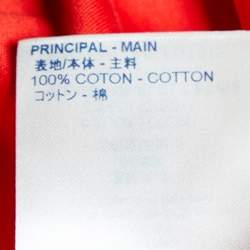 PRINCIPAL - MAIN
表地/本体 - 主料
100% COTON - COTTON
コットン - 棉